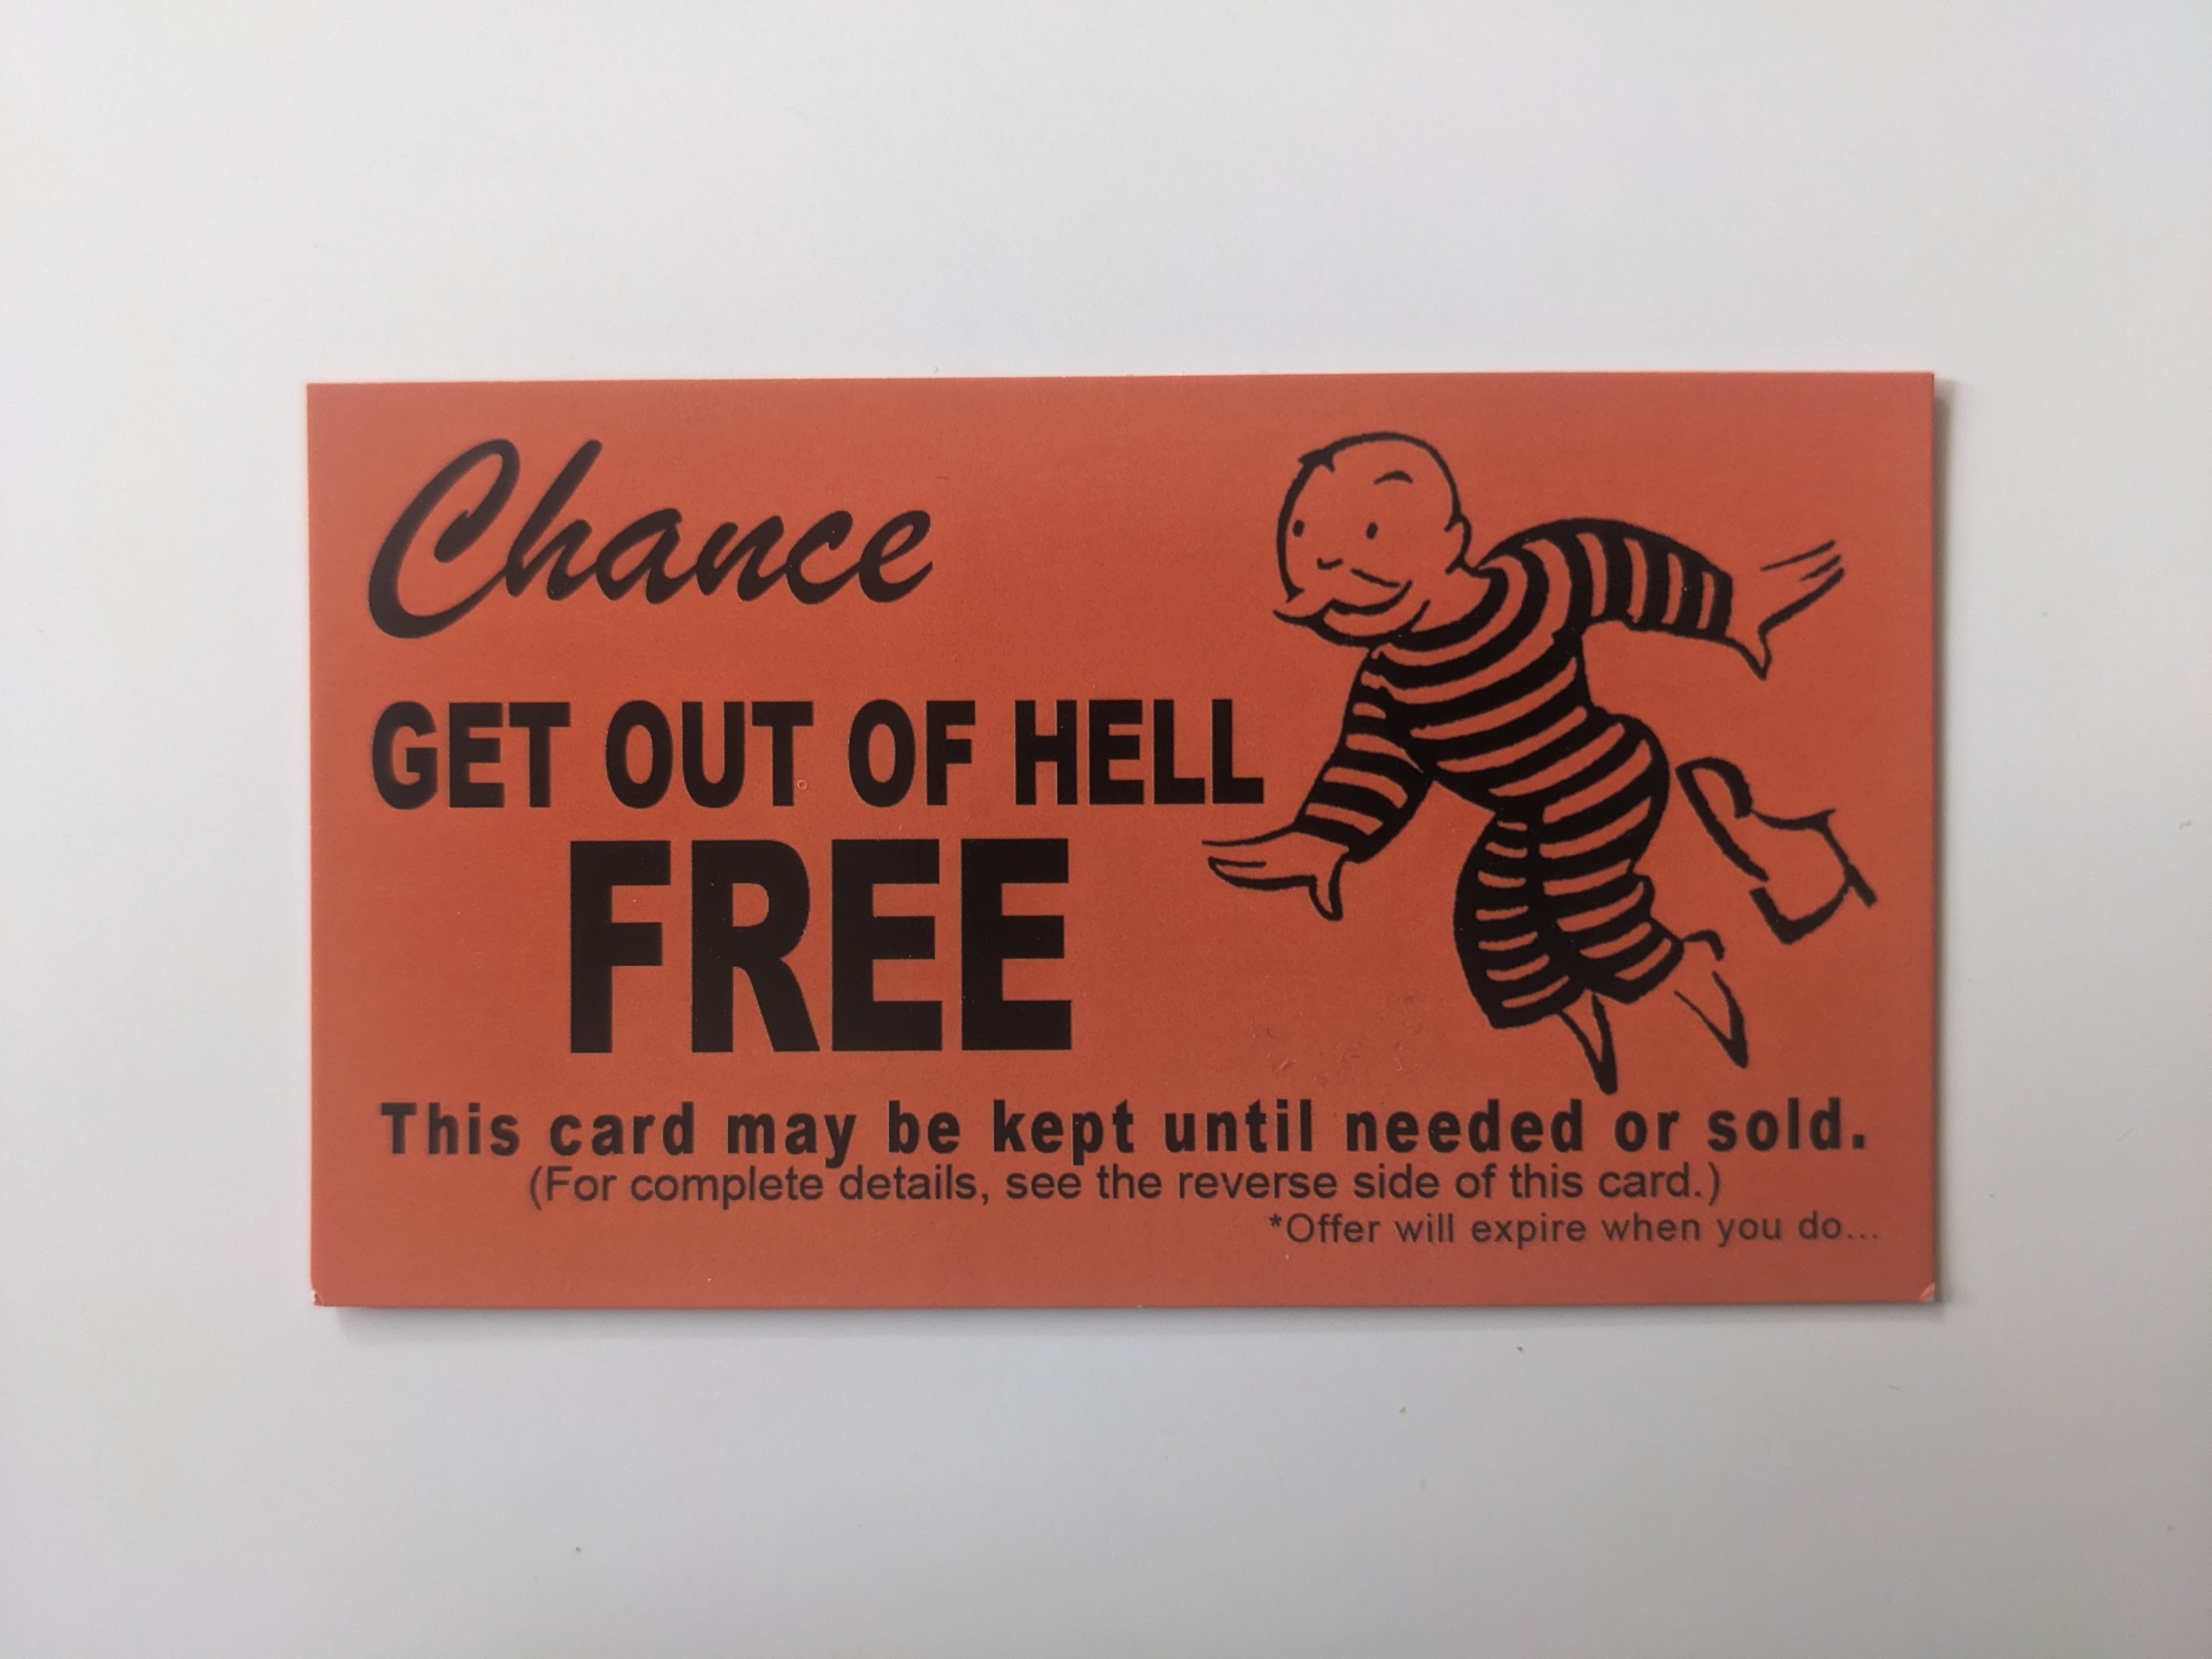 Chance
GET OUT OF HELL
FREE
This card may be kept until needed or sold.
(For complete details, see the reverse side of this card.)
*Offer will expire when you do...